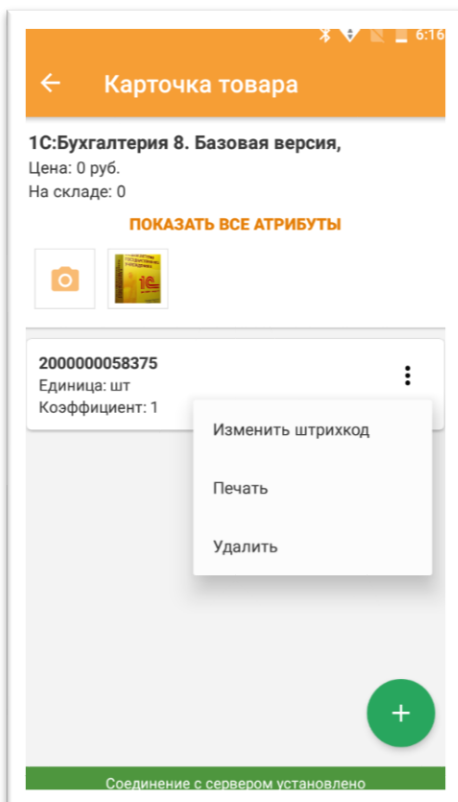 6:16
Карточка товара
1С:Бухгалтерия 8. Базовая версия,
Цена: 0 руб.
На складе: 0
ПОКАЗАТЬ ВСЕ АТРИБУТЫ
1С
2000000058375
Единица: шт
Коэффициент: 1
Изменить штрихкод
Печать
Удалить
+
Соединение с сервером установлено